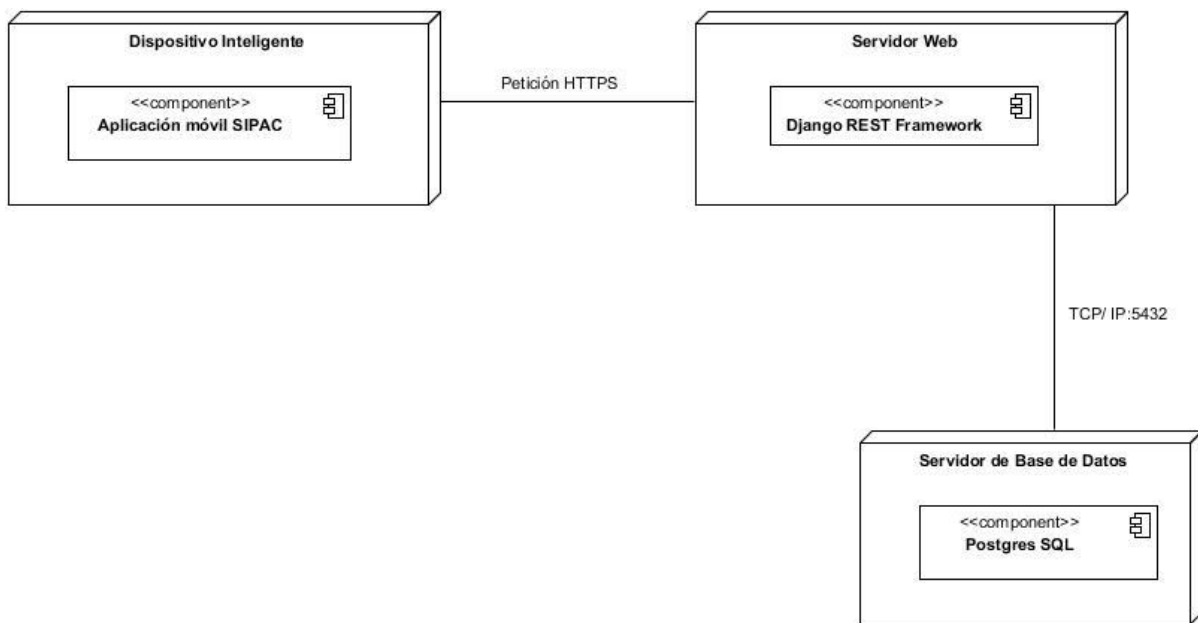 Dispositivo Inteligente
<<component>>
Aplicación móvil SIPAC
Petición HTTPS
Servidor Web
<<component>>
Django REST Framework
TCP/ IP:5432
Servidor de Base de Datos
<<component>>
Postgres SQL